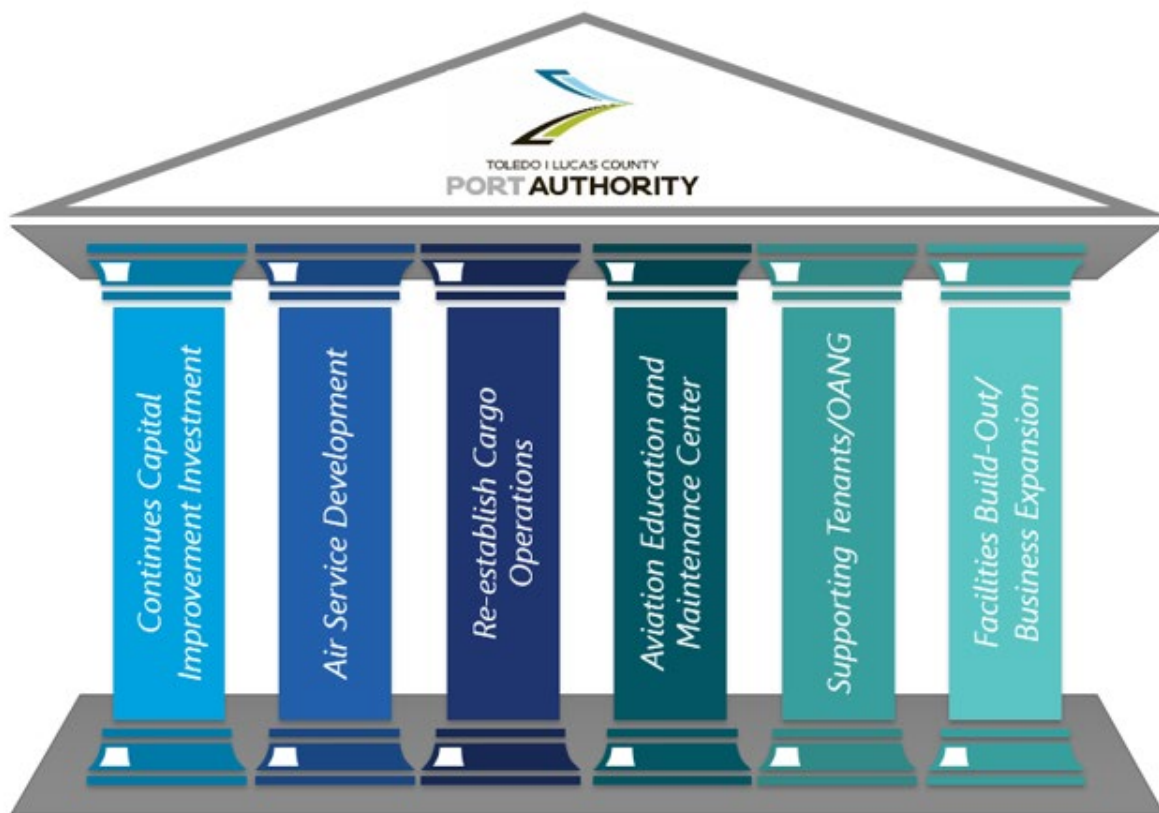 TOLEDO | LUCAS COUNTY
PORT AUTHORITY
Continues Capital
Improvement Investment
Air Service Development
Re-establish Cargo
Operations
Aviation Education and
Maintenance Center
Supporting Tenants/OANG
Facilities Build-Out/
Business Expansion